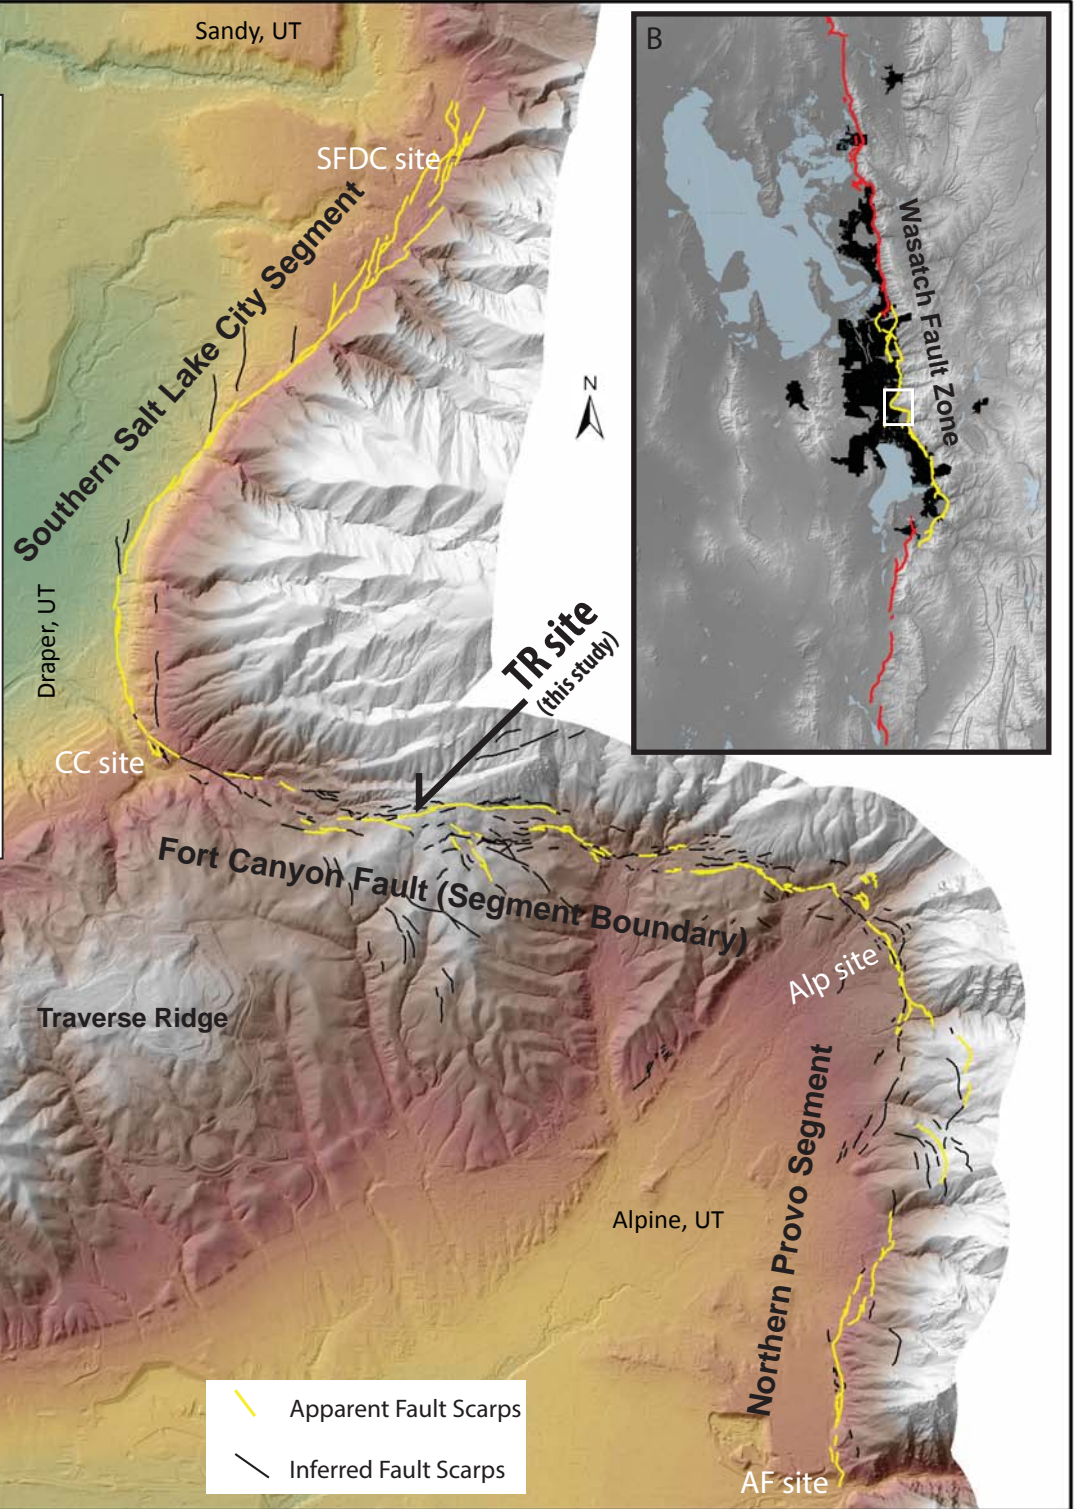 Sandy, UT
B
SFDC site
Southern Salt Lake City Segment
Wasatch Fault Zone
N
Draper, UT
TR site
(this study)
CC site
Fort Canyon Fault (Segment Boundary)
Alp site
Traverse Ridge
Northern Provo Segment
Alpine, UT
Apparent Fault Scarps
Inferred Fault Scarps
AF site